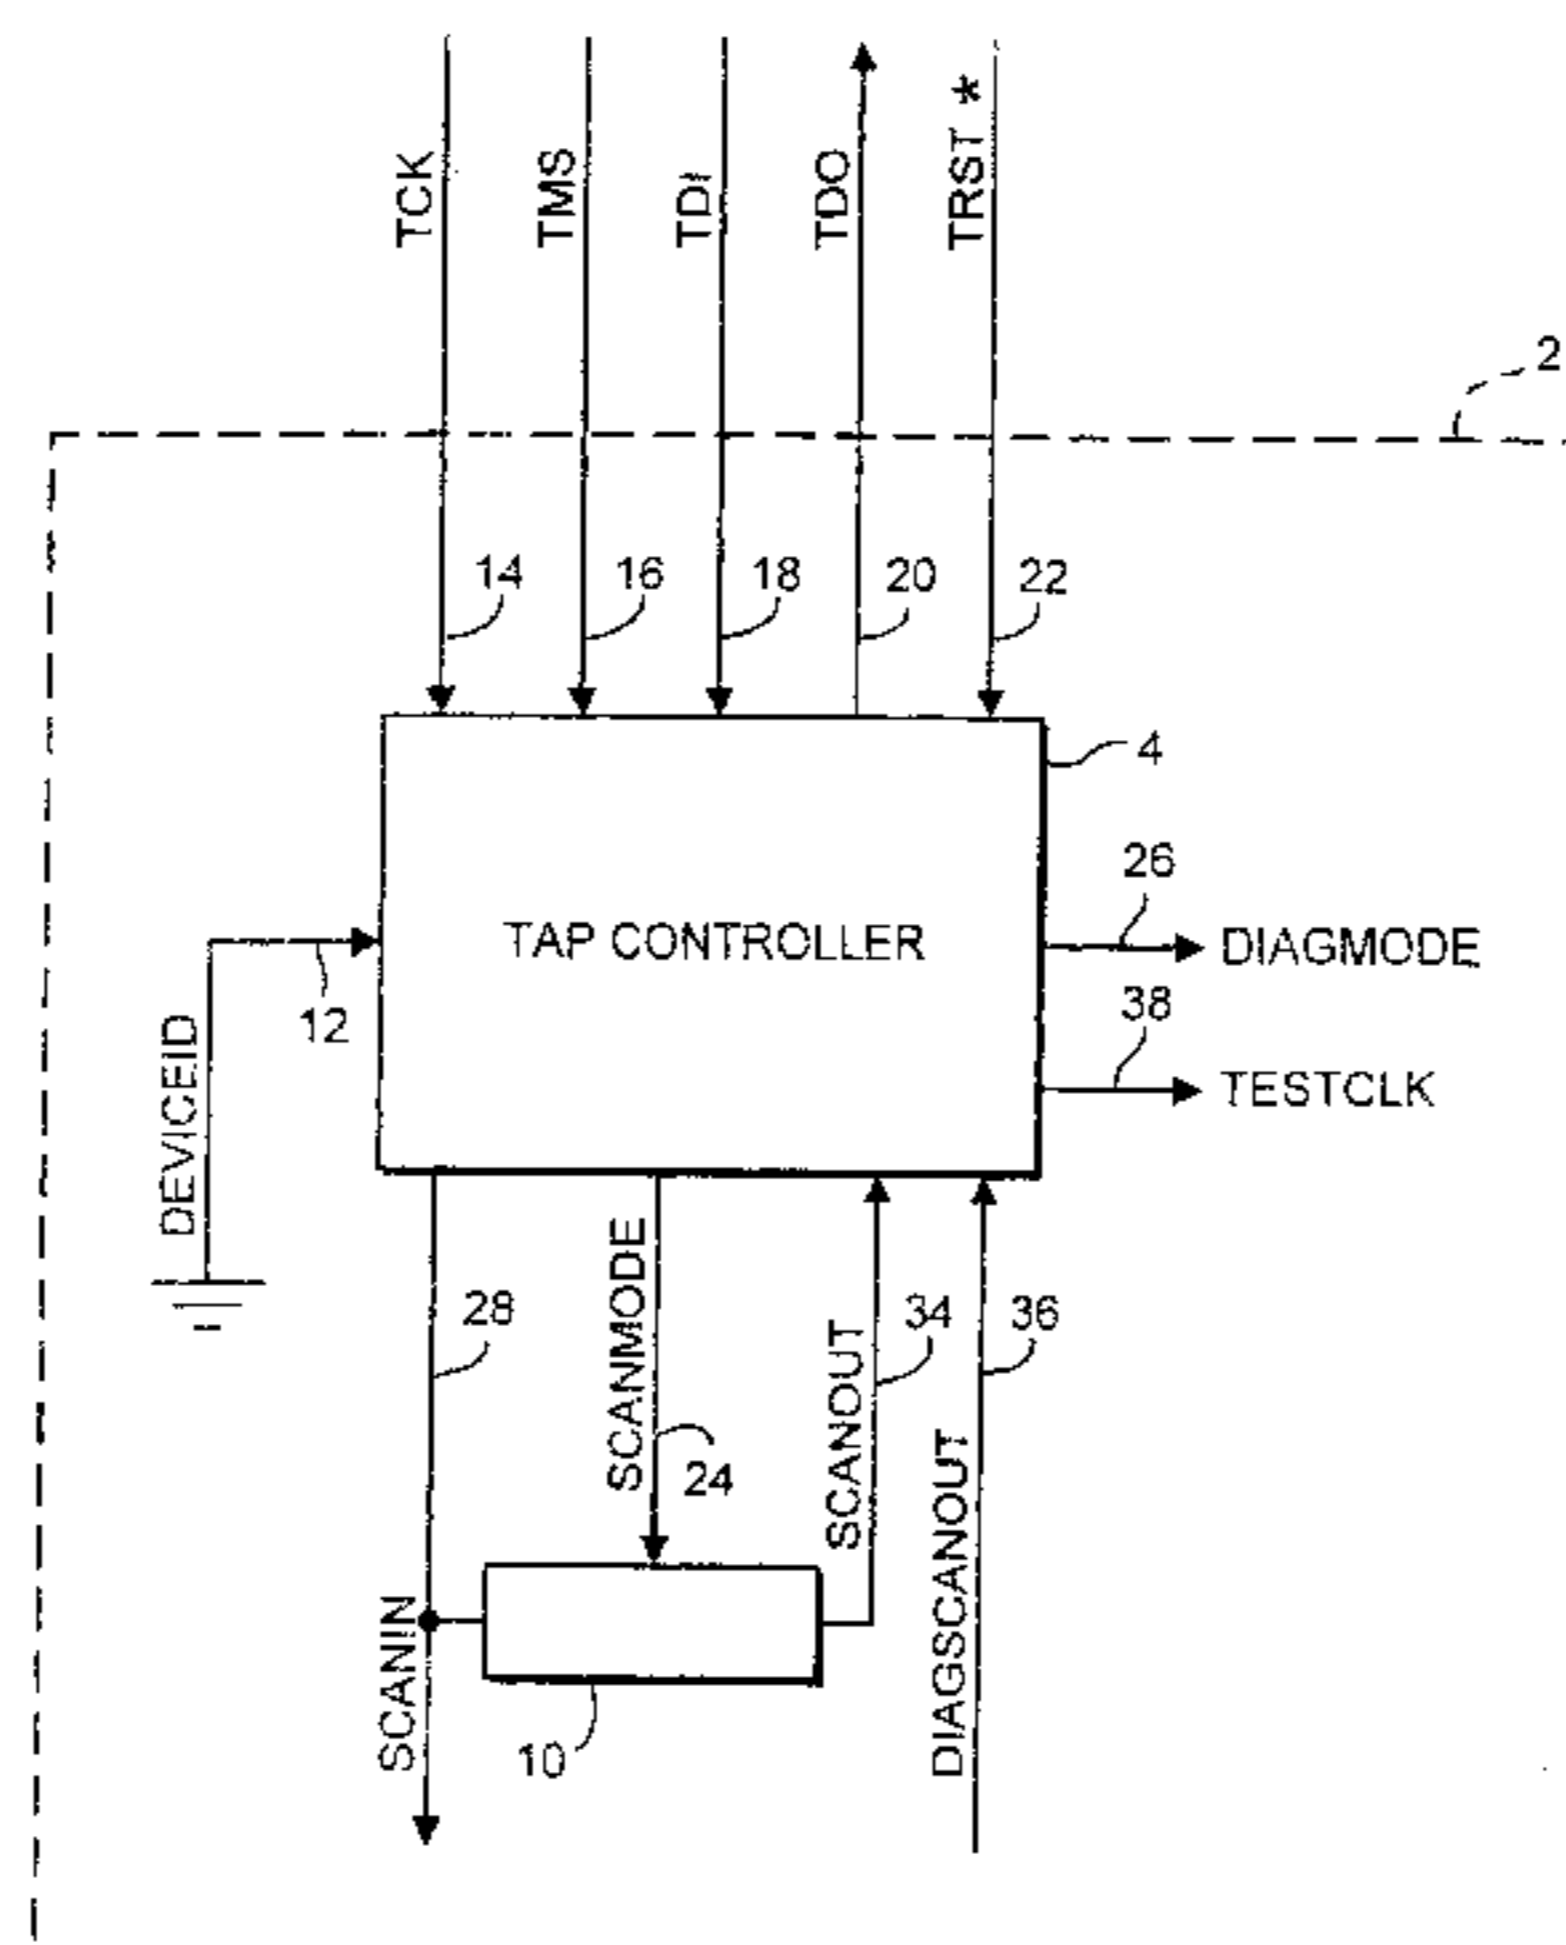 TCK
TMS
TDI
TDO
TRST *
2
14
16
18
20
22
4
26
TAP CONTROLLER
DIAGMODE
12
38
TESTCLK
DEVICEID
28
SCANMODE
34
36
SCANOUT
24
DIAGSCANOUT
SCANIN
10